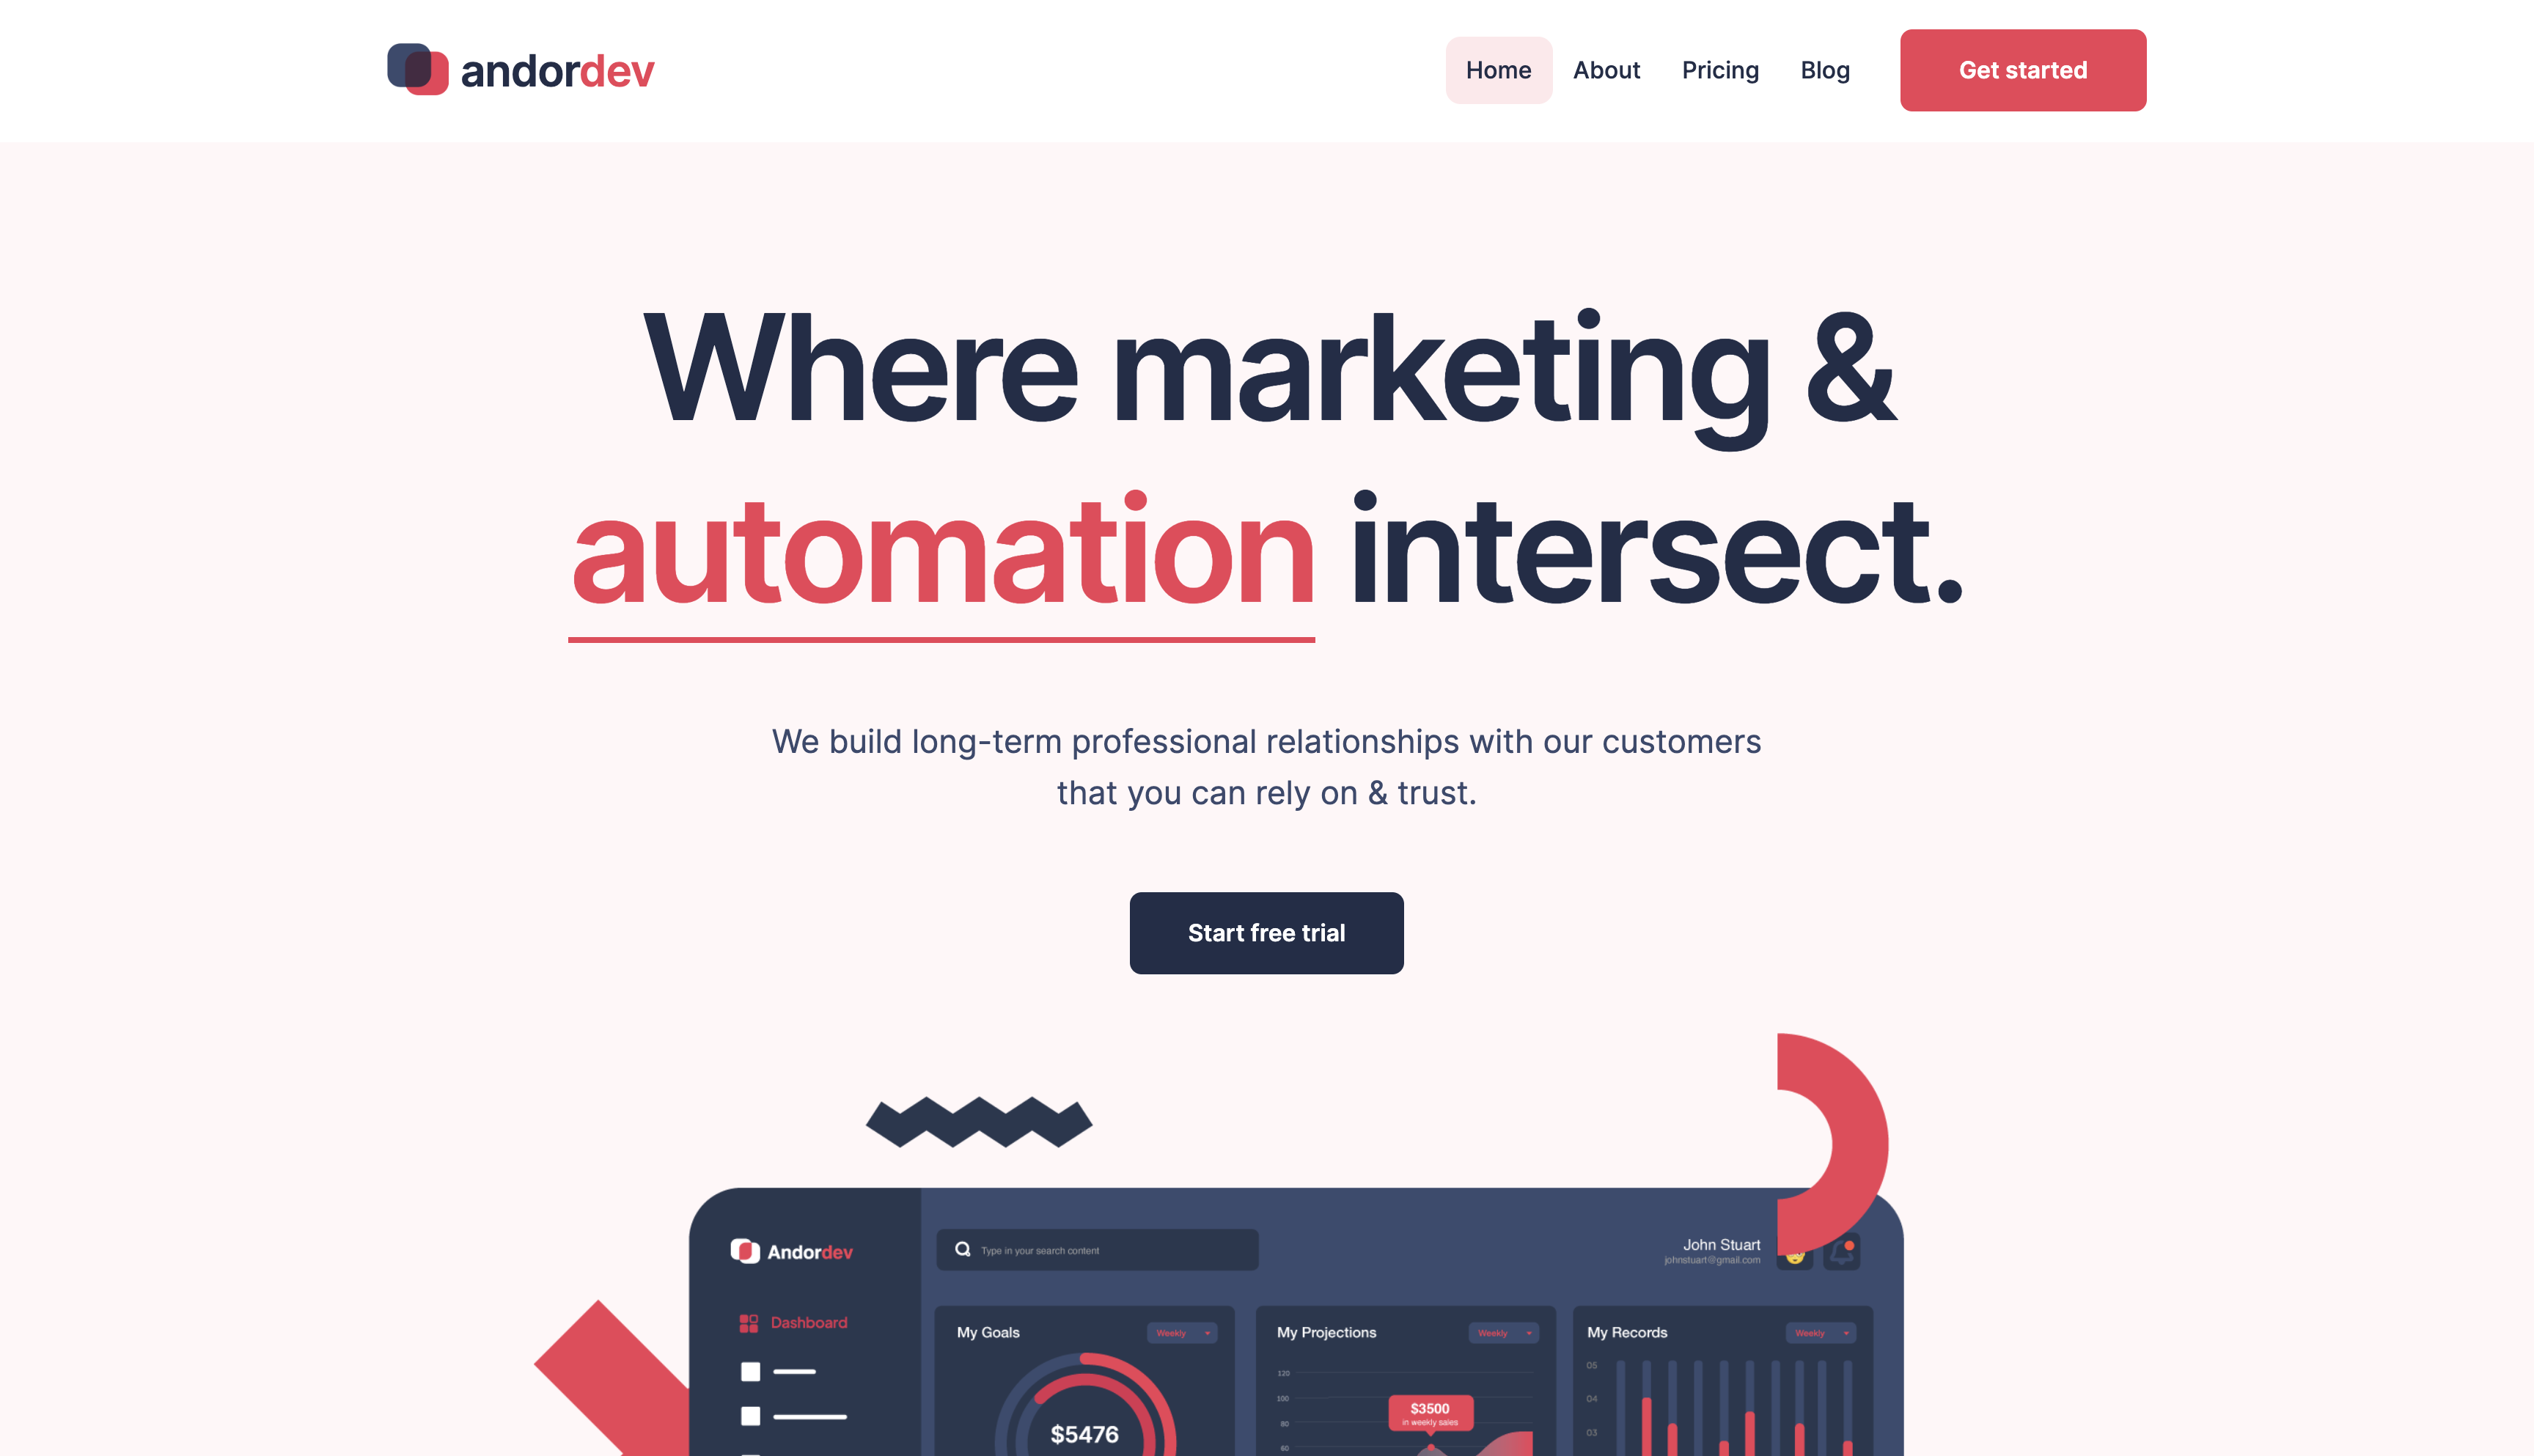 andordev
Home About Pricing Blog Get started
Where marketing &
automation intersect.
We build long-term professional relationships with our customers
that you can rely on & trust.
Start free trial
Andordev
Type in your search content
John Stuart
johnstuart@gmail.com
Dashboard
My Goals
Weekly
$5476
My Projections
Weekly
120
100
80
60
$3500
in weekly sales
My Records
Weekly
05
04
03